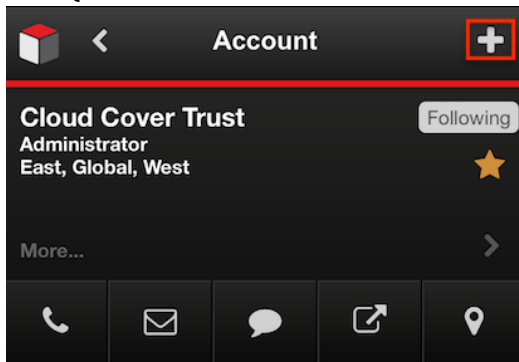 Account
Cloud Cover Trust
Following
Administrator
East, Global, West
More...